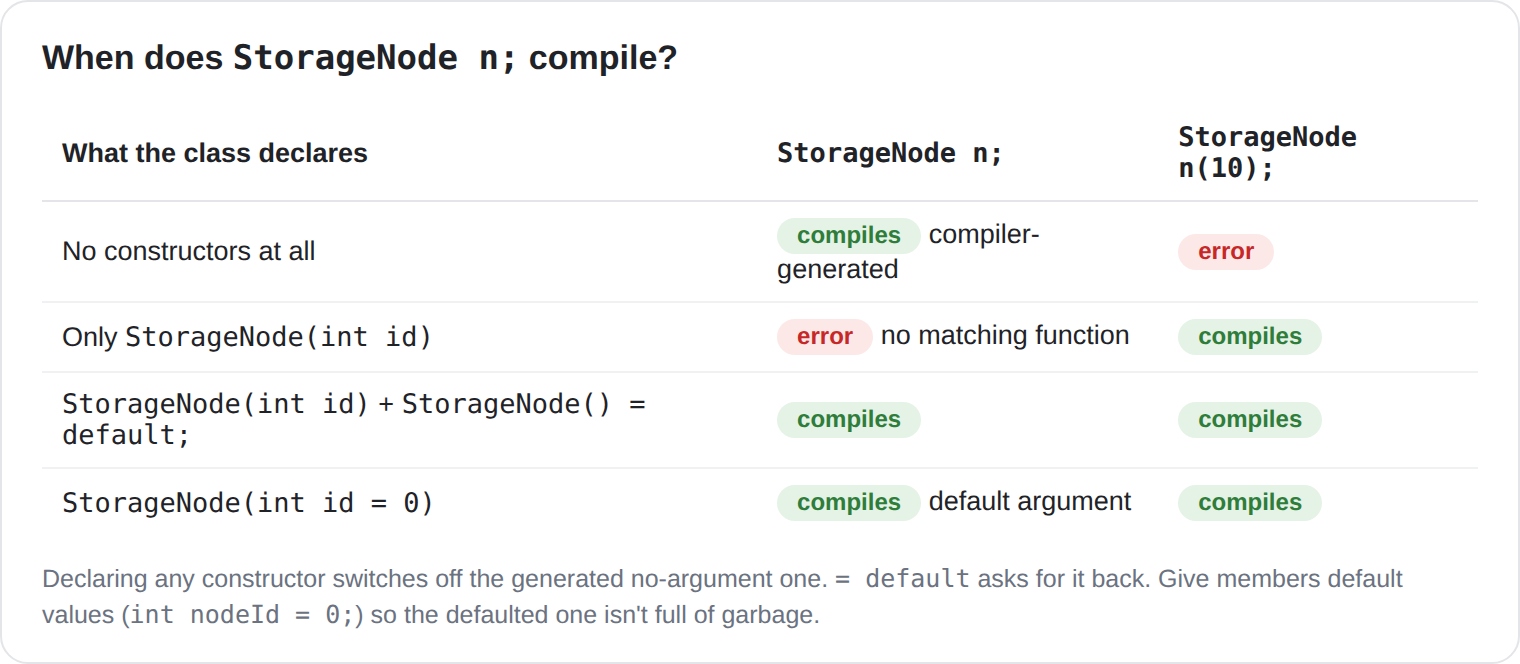 When does StorageNode n; compile?
What the class declares
StorageNode n;
StorageNode
n(10);
No constructors at all
compiles compiler-
generated
error
Only StorageNode(int id)
error no matching function
compiles
StorageNode(int id) + StorageNode() =
default;
compiles
compiles
StorageNode(int id = 0)
compiles default argument
compiles
Declaring any constructor switches off the generated no-argument one. = default asks for it back. Give members default
values (int nodeId = 0;) so the defaulted one isn't full of garbage.